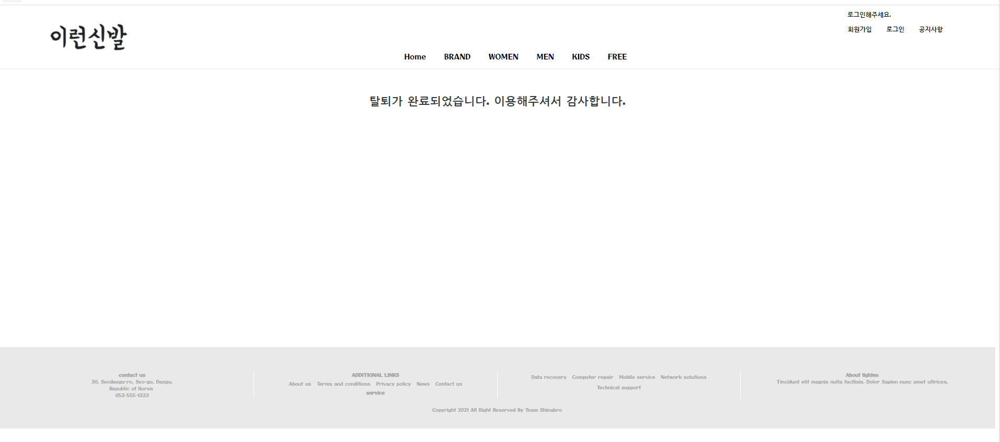 로그인해주세요.
이런신발
회원가입 로그인 공지사항
Home BRAND WOMEN MEN KIDS FREE
탈퇴가 완료되었습니다. 이용해주셔서 감사합니다.
contact us
30, Seodaegu-ro, Seo-gu, Daegu,
Republic of Korea
053-555-1333
ADDITIONAL LINKS
About us Terms and conditions Privacy policy News Contact us
service
Data recovery Computer repair Mobile service Network solutions
Technical support
About lighten
Tincidunt elit magnis nulla facilisis. Dolor Sapien nunc amet ultrices,
Copyright 2021 All Right Reserved By Team Shinabro